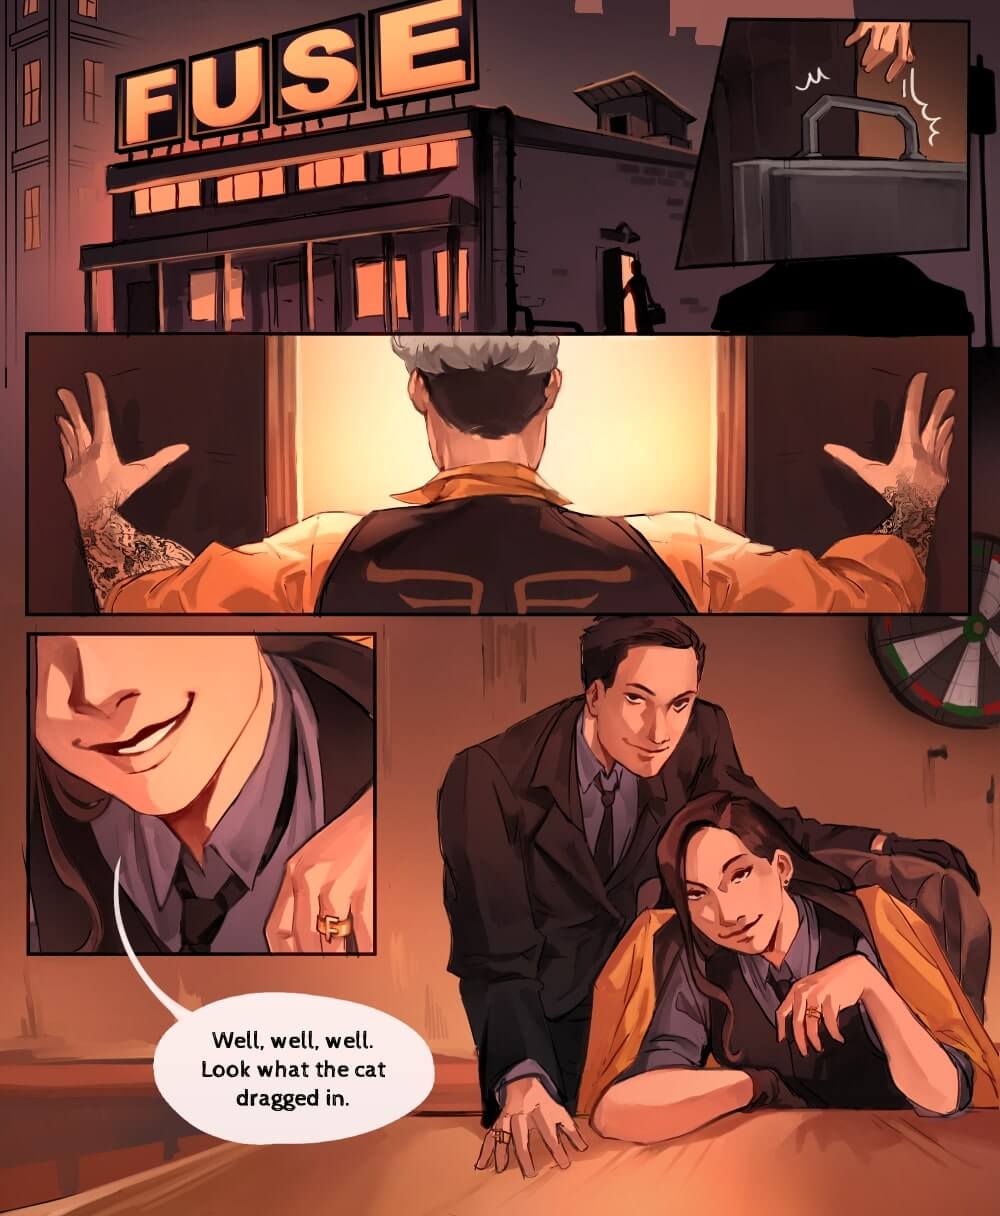 FUSE
F
Well, well, well.
Look what the cat
dragged in.